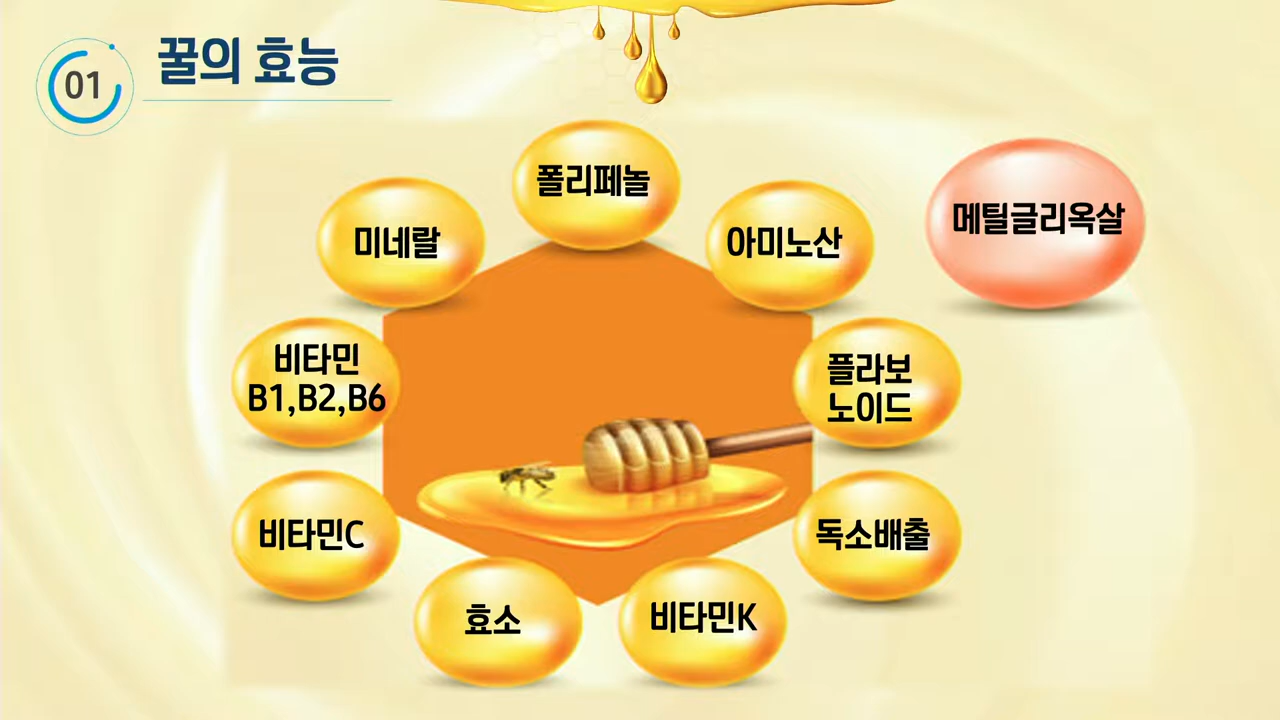 01
꿀의 효능
폴리페놀
미네랄
아미노산
메틸글리옥살
비타민
B1,B2,B6
플라보
노이드
비타민C
독소배출
효소
비타민K